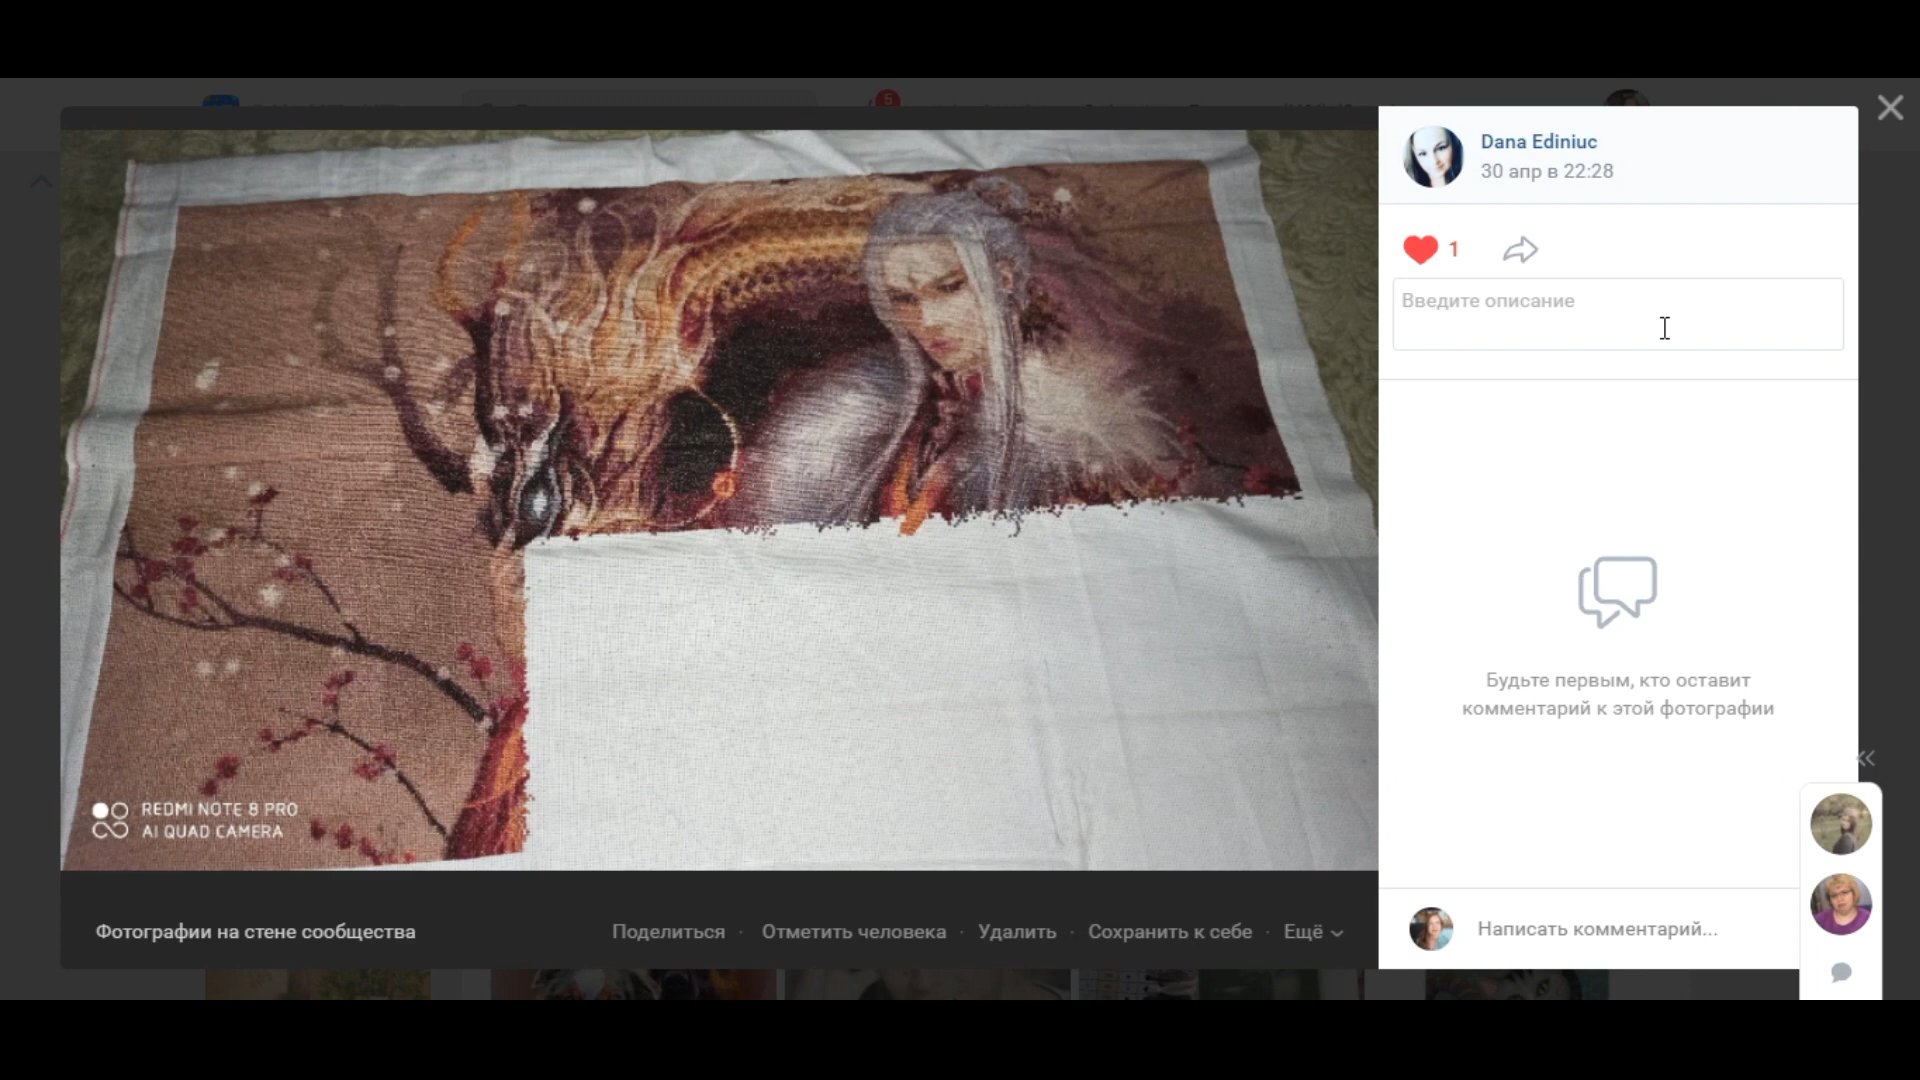 5
Dana Ediniuc
30 апр в 22:28
1
Введите описание
Будьте первым, кто оставит
комментарий к этой фотографии
REDMI NOTE 8 PRO
AI QUAD CAMERA
Фотографии на стене сообщества
Поделиться · Отметить человека · Удалить · Сохранить к себе · Ещё
Написать комментарий...